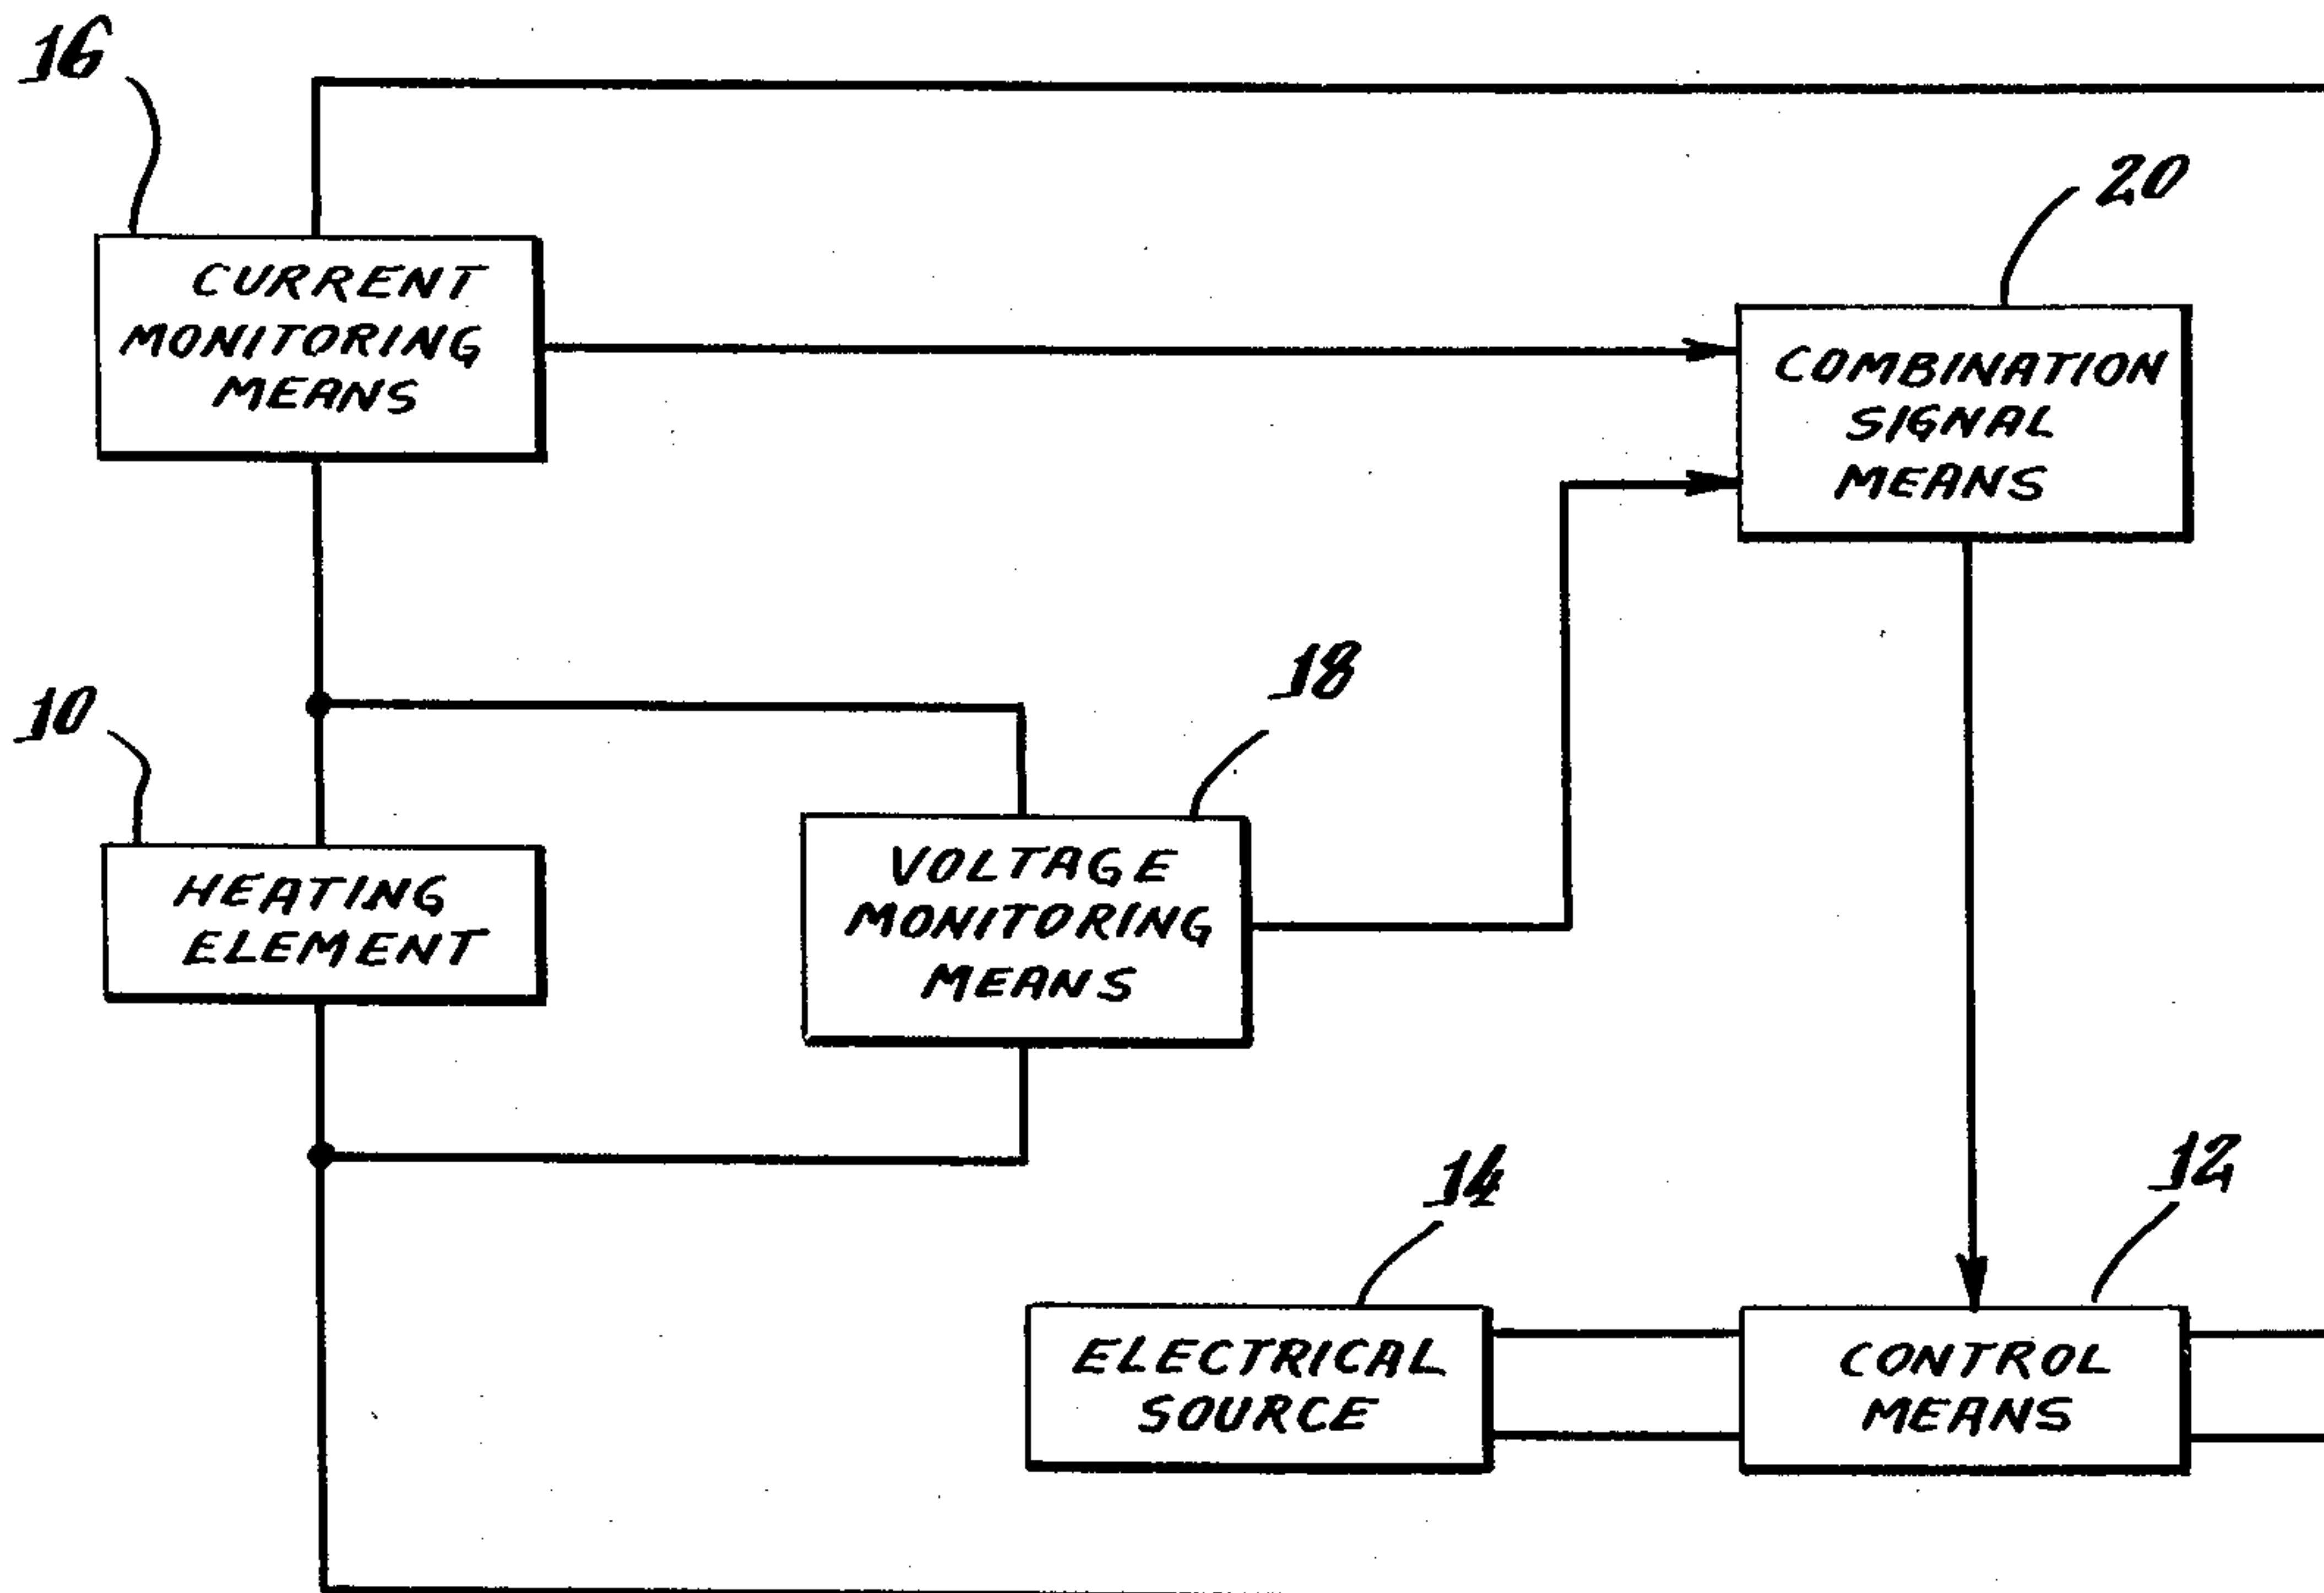 16
CURRENT
MONITORING
MEANS
20
COMBINATION
SIGNAL
MEANS
10
HEATING
ELEMENT
18
VOLTAGE
MONITORING
MEANS
14
ELECTRICAL
SOURCE
12
CONTROL
MEANS